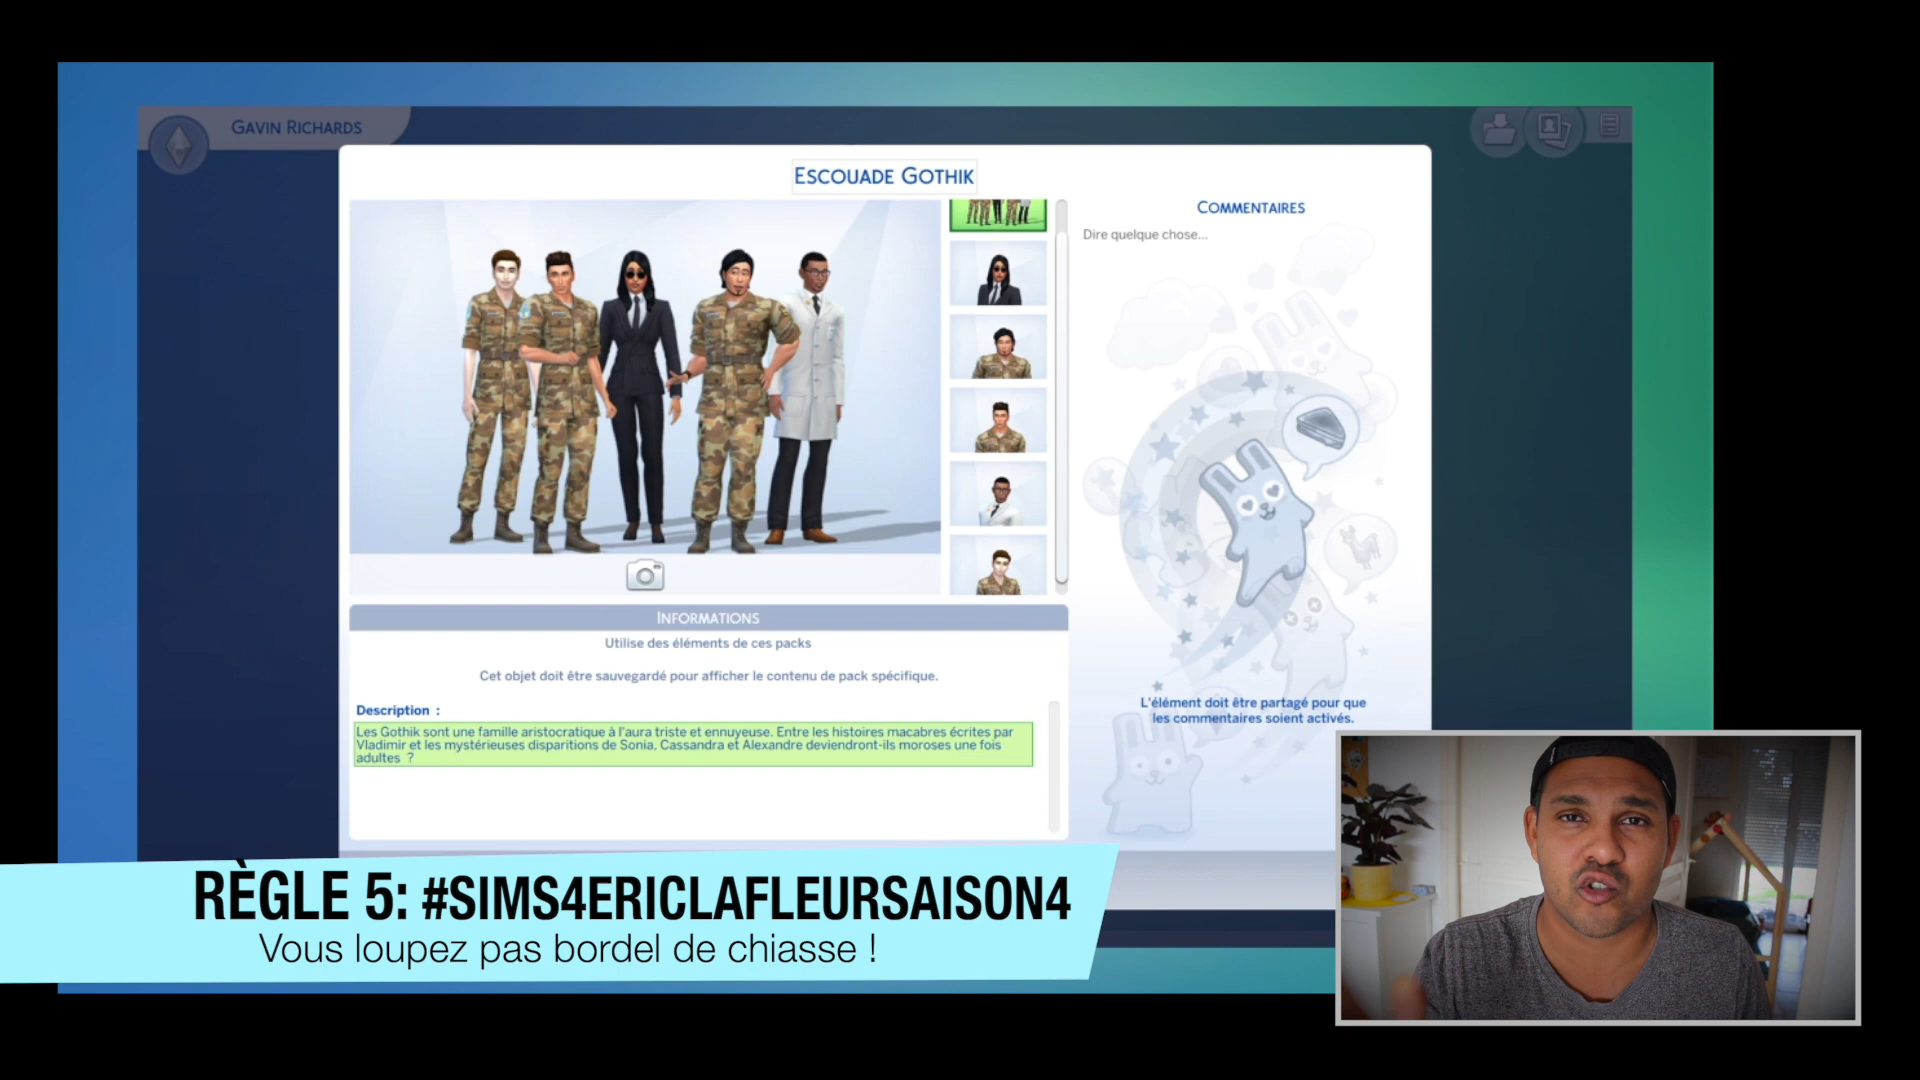 GAVIN RICHARDS
ESCOUADE GOTHIK
COMMENTAIRES
Dire quelque chose...
INFORMATIONS
Utilise des éléments de ces packs
Cet objet doit être sauvegardé pour afficher le contenu de pack spécifique.
Description :
Les Gothik sont une famille aristocratique à l'aura triste et ennuyeuse. Entre les histoires macabres écrites par
Vladimir et les mystérieuses disparitions de Sonia, Cassandra et Alexandre deviendront-ils moroses une fois
adultes ?
L'élément doit être partagé pour que
les commentaires soient activés.
RÈGLE 5: #SIMS4ERICLAFLEURSAISON4
Vous loupez pas bordel de chiasse !